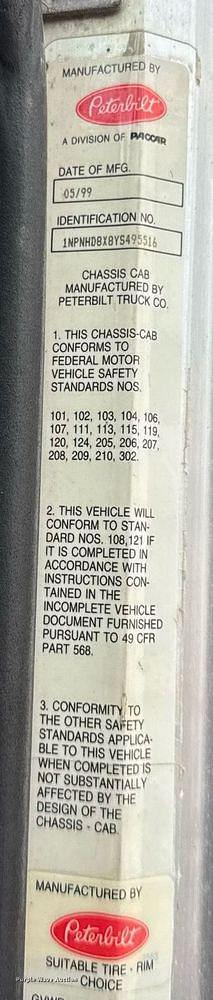 MANUFACTURED BY
Peterbilt
A DIVISION OF PACCAR
DATE OF MFG.
05/99
IDENTIFICATION NO.
1NPNHD8X8YS495516
CHASSIS CAB
MANUFACTURED BY
PETERBILT TRUCK CO.
1. THIS CHASSIS-CAB
CONFORMS TO
FEDERAL MOTOR
VEHICLE SAFETY
STANDARDS NOS.
101, 102, 103, 104, 106,
107, 111, 113, 115, 119,
120, 124, 205, 206, 207,
208, 209, 210, 302.
2. THIS VEHICLE WILL
CONFORM TO STAN-
DARD NOS. 108,121 IF
IT IS COMPLETED IN
ACCORDANCE WITH
INSTRUCTIONS CON-
TAINED IN THE
INCOMPLETE VEHICLE
DOCUMENT FURNISHED
PURSUANT TO 49 CFR
PART 568.
3. CONFORMITY TO
THE OTHER SAFETY
STANDARDS APPLICA-
BLE TO THIS VEHICLE
WHEN COMPLETED IS
NOT SUBSTANTIALLY
AFFECTED BY THE
DESIGN OF THE
CHASSIS - CAB.
MANUFACTURED BY
Peterbilt
SUITABLE TIRE - RIM
CHOICE
GVWR
Purple Wave Auction